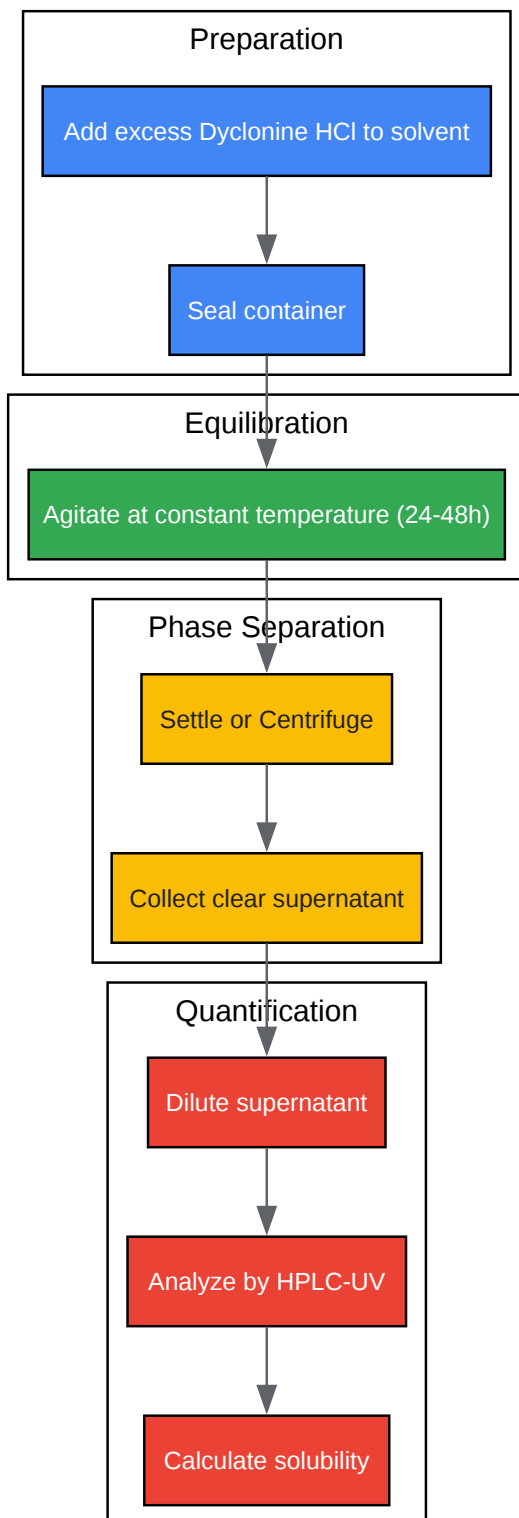 Preparation
Add excess Dyclonine HCl to solvent
Seal container
Equilibration
Agitate at constant temperature (24-48h)
Phase Separation
Settle or Centrifuge
Collect clear supernatant
Quantification
Dilute supernatant
Analyze by HPLC-UV
Calculate solubility